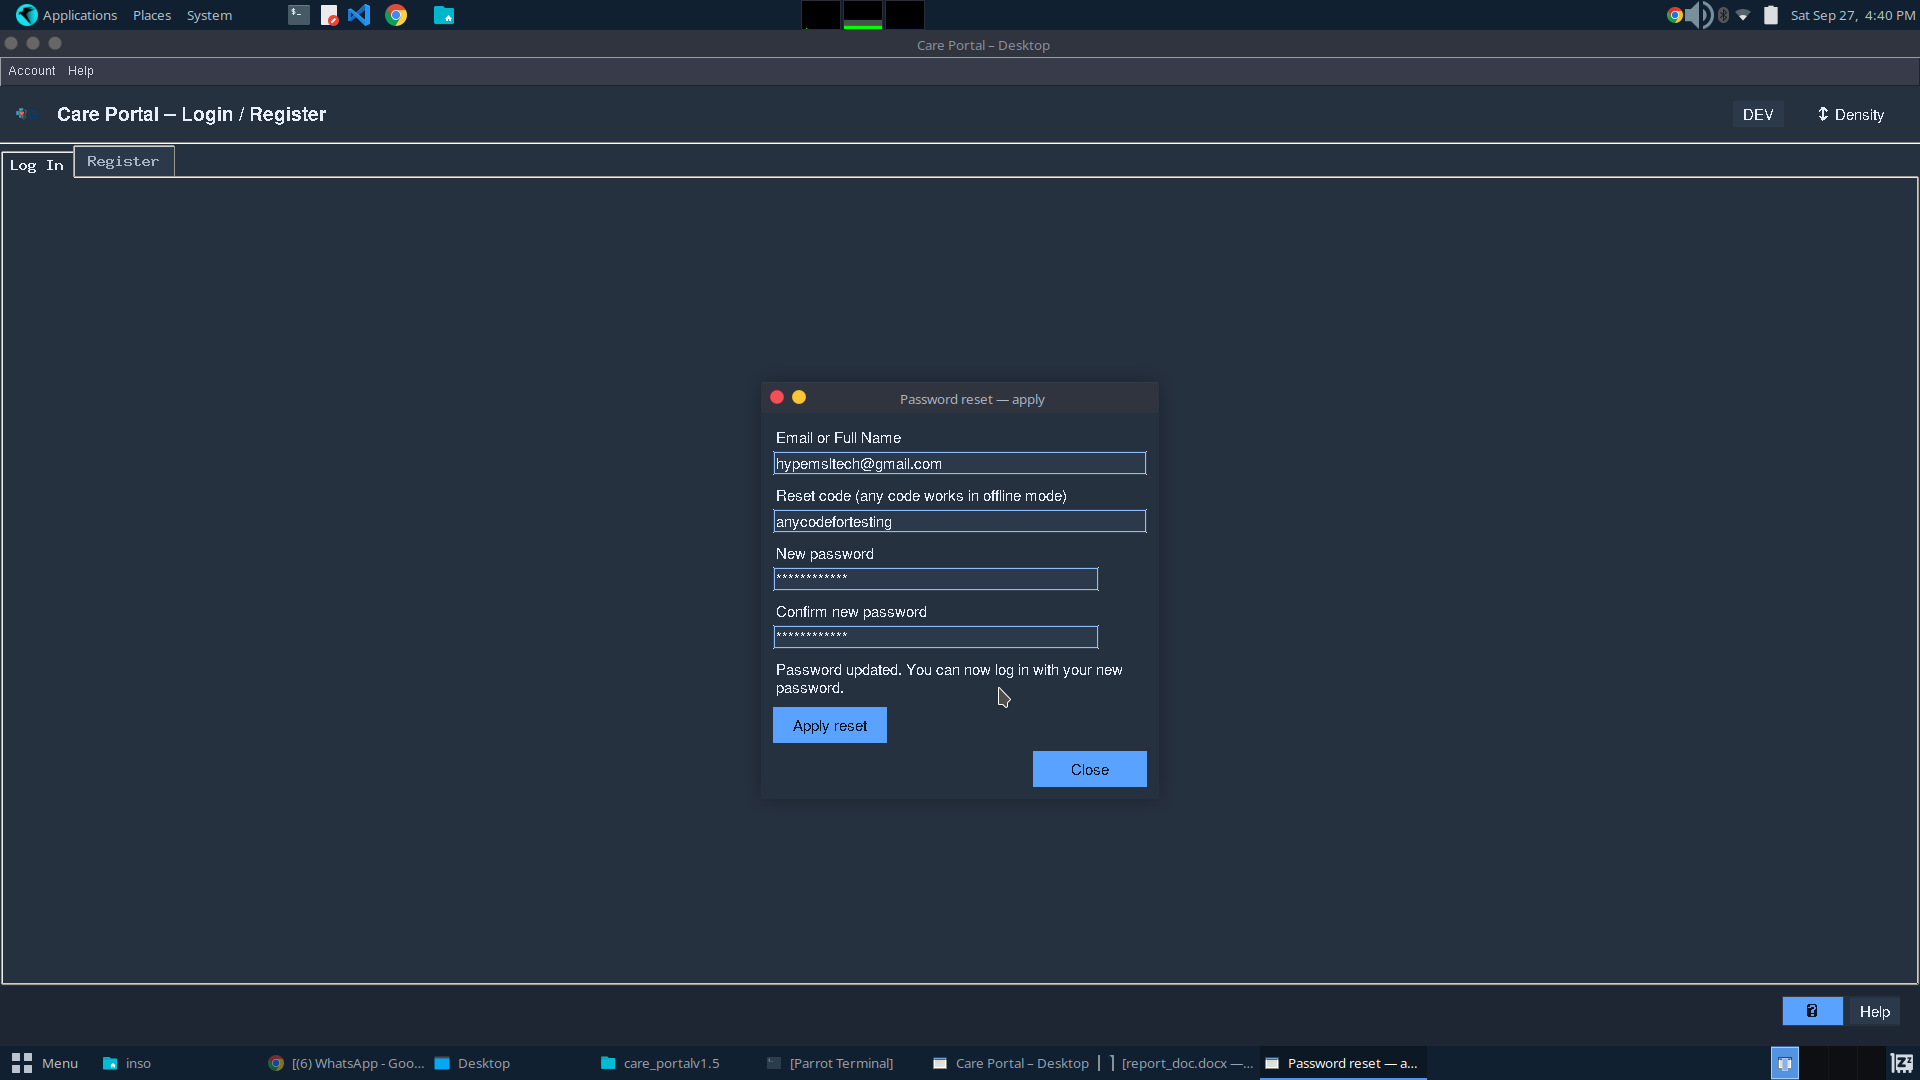 Applications Places System
Sat Sep 27, 4:40 PM
Care Portal – Desktop
Account Help
Care Portal – Login / Register
DEV
Density
Log In
Register
Password reset — apply
Email or Full Name
hypemsltech@gmail.com
Reset code (any code works in offline mode)
anycodefortesting
New password
************
Confirm new password
************
Password updated. You can now log in with your new
password.
Apply reset
Close
? Help
Menu inso [(6) WhatsApp - Goo... Desktop care_portalv1.5 [Parrot Terminal] Care Portal – Desktop [report_doc.docx —... Password reset — a...